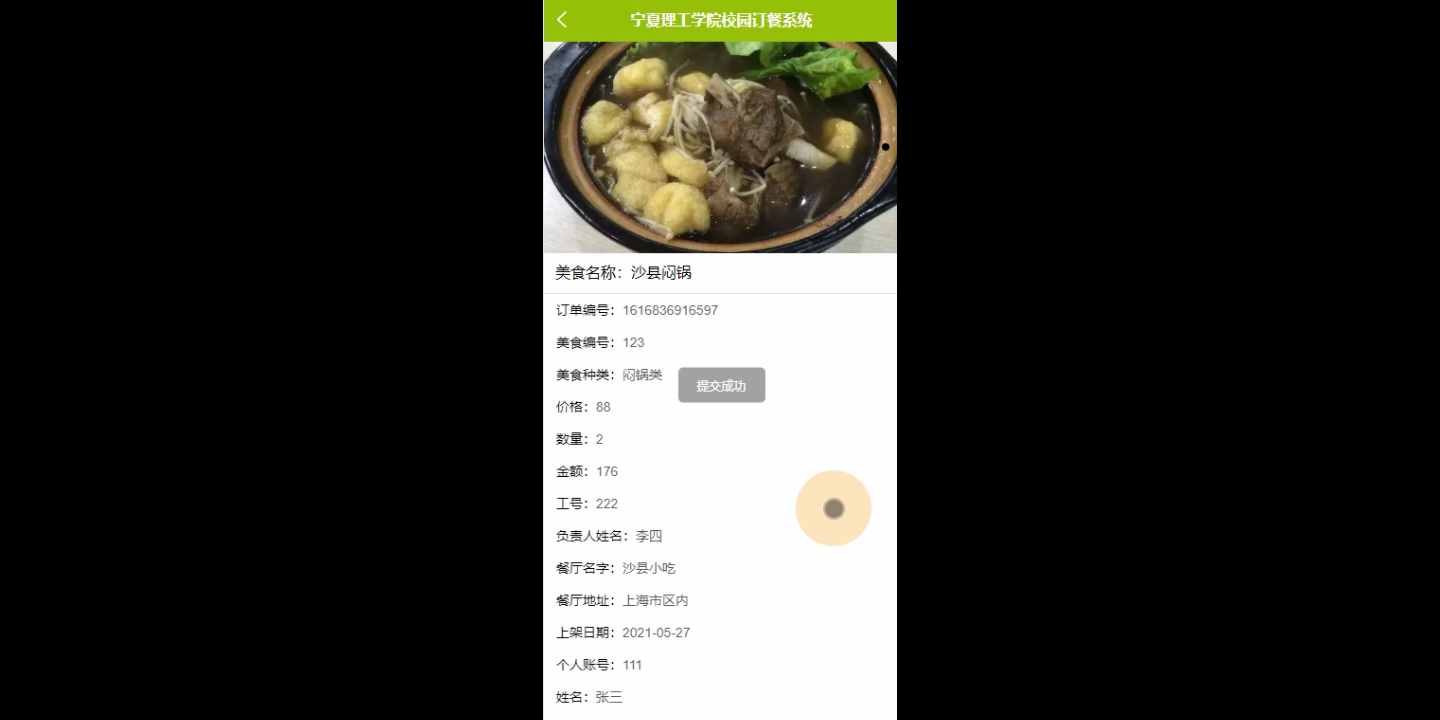 宁夏理工学院校园订餐系统
美食名称：沙县闷锅
订单编号：1616836916597
美食编号：123
美食种类：闷锅类
提交成功
价格：88
数量：2
金额：176
工号：222
负责人姓名：李四
餐厅名字：沙县小吃
餐厅地址：上海市区内
上架日期：2021-05-27
个人账号：111
姓名：张三